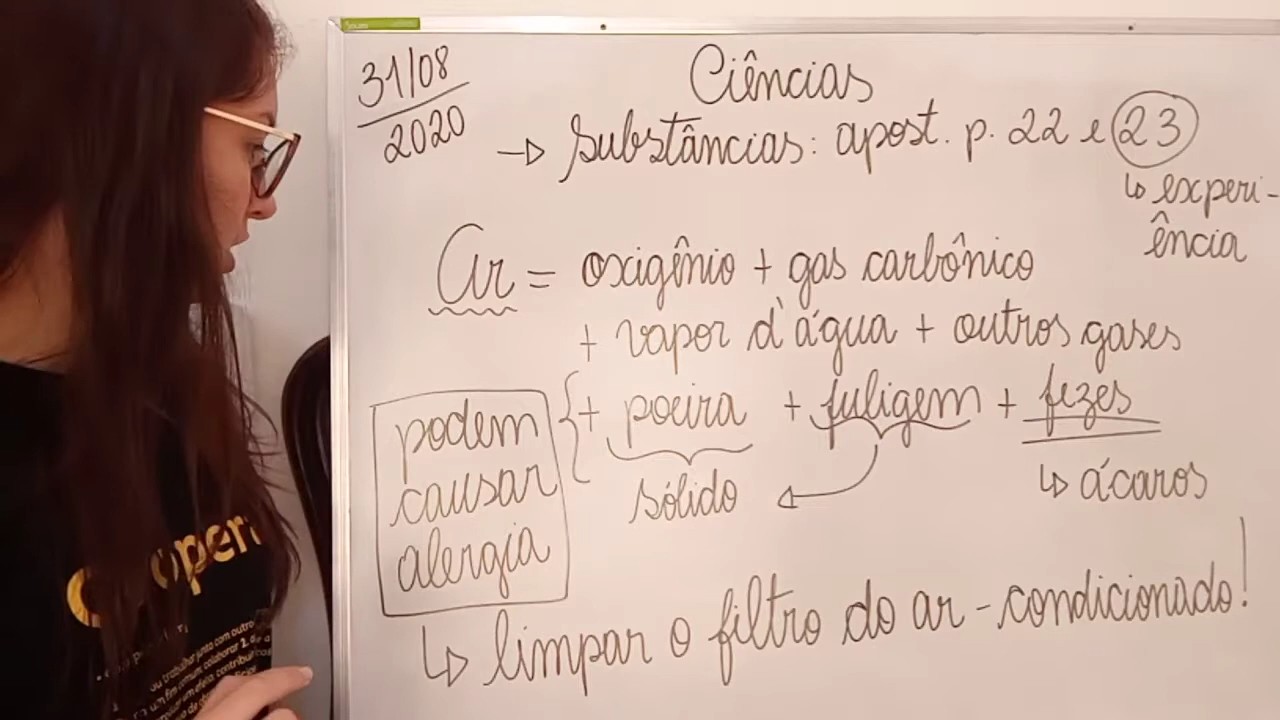 31/08
2020
Ciências
→ Substâncias: apost. p. 22 e 23
↳ experi-
ência
Ar = oxigênio + gas carbônico
+ vapor d'água + outros gases
+ poeira + fuligem + fezes
podem
causar
alergia
sólido
↳ ácaros
↳ limpar o filtro do ar-condicionado!